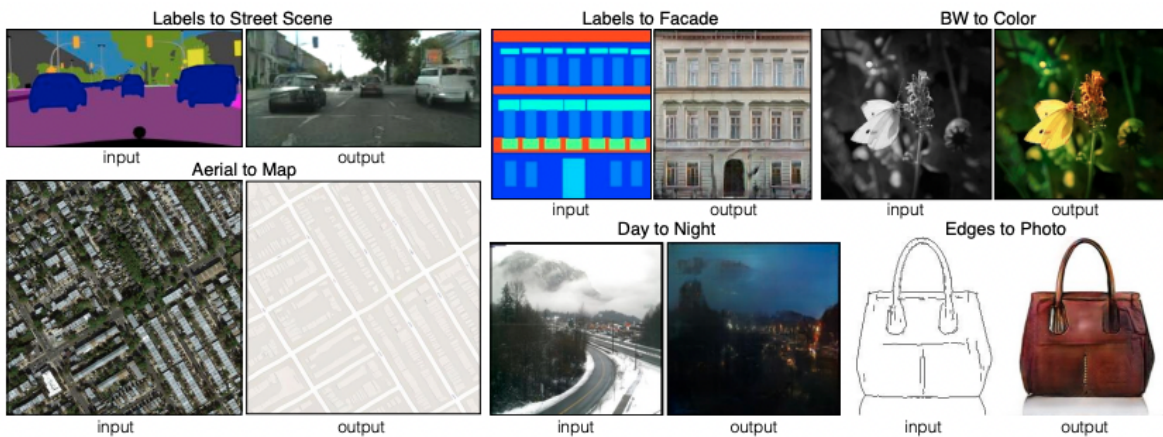 Labels to Street Scene
input
output
Aerial to Map
input
output
Labels to Facade
input
output
BW to Color
input
output
Day to Night
input
output
Edges to Photo
input
output